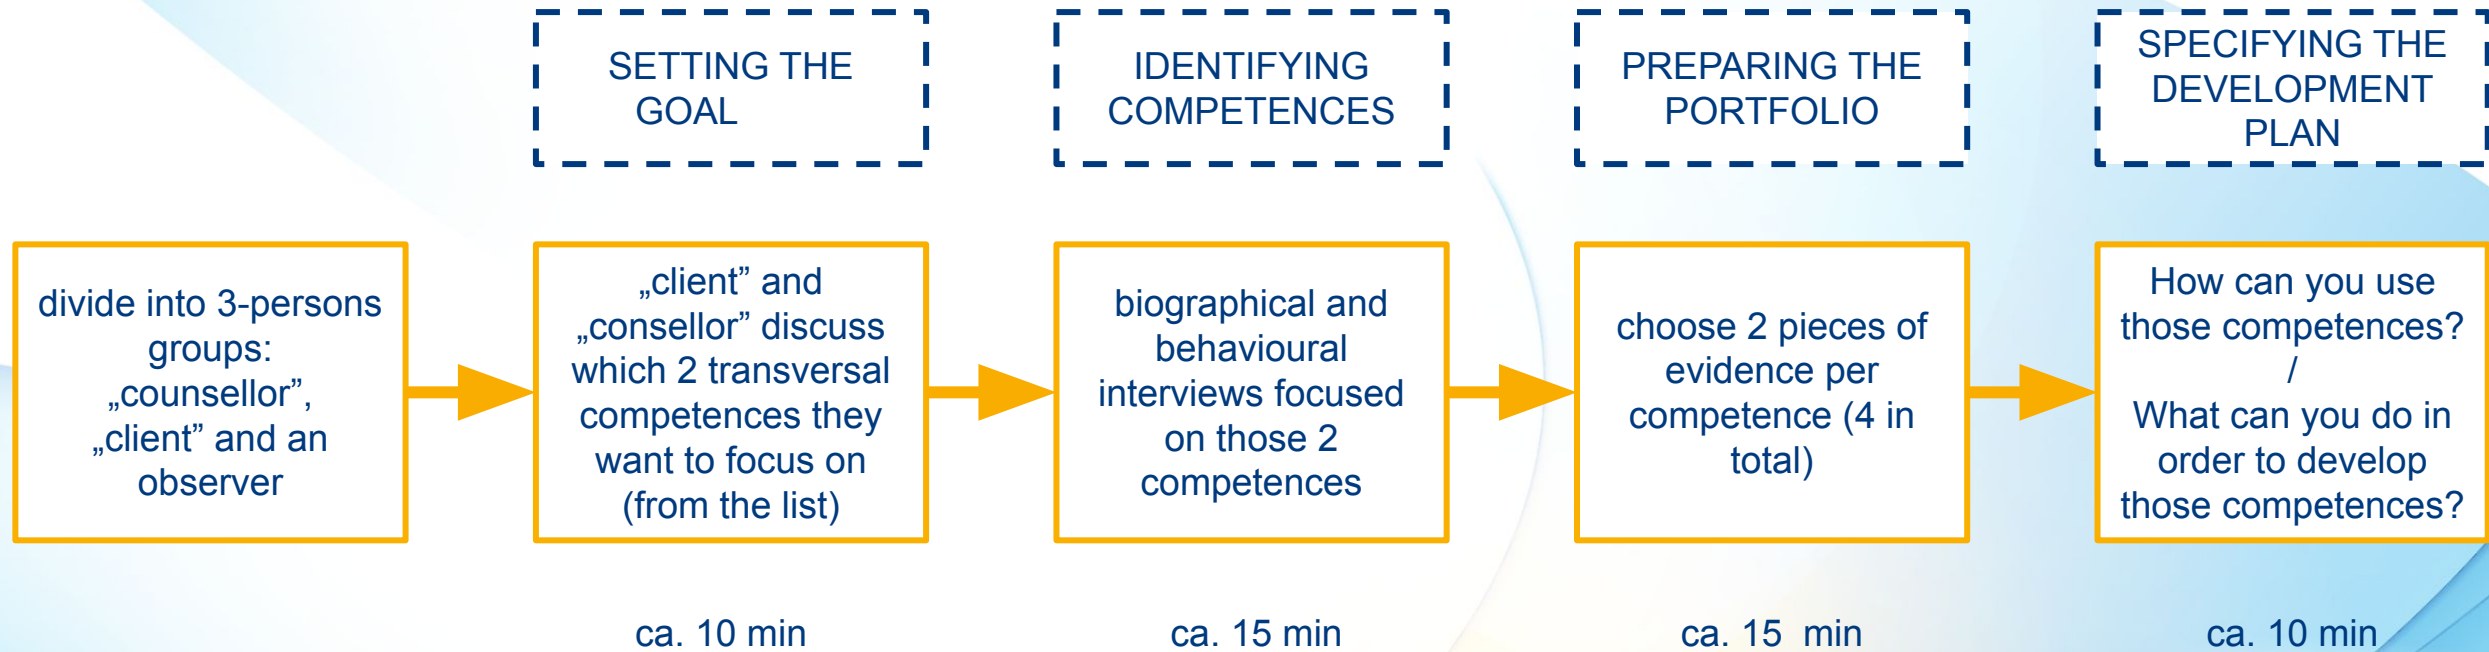 SETTING THE
GOAL
IDENTIFYING
COMPETENCES
PREPARING THE
PORTFOLIO
SPECIFYING THE
DEVELOPMENT
PLAN
divide into 3-persons
groups:
„counsellor”,
„client” and an
observer
„client” and
„consellor” discuss
which 2 transversal
competences they
want to focus on
(from the list)
biographical and
behavioural
interviews focused
on those 2
competences
choose 2 pieces of
evidence per
competence (4 in
total)
How can you use
those competences?
/
What can you do in
order to develop
those competences?
ca. 10 min
ca. 15 min
ca. 15  min
ca. 10 min